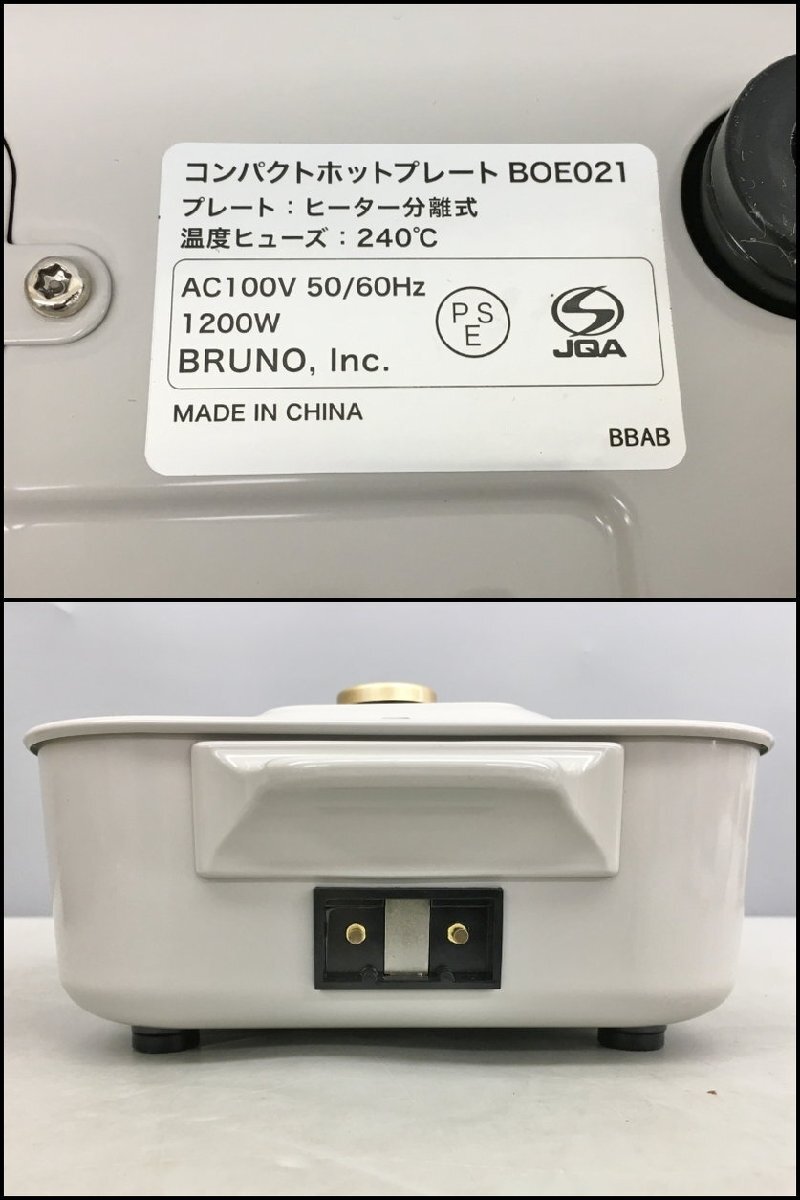 コンパクトホットプレート BOE021
プレート：ヒーター分離式
温度ヒューズ：240℃
AC100V 50/60Hz
1200W
PSE
JQA
BRUNO, Inc.
MADE IN CHINA
BBAB